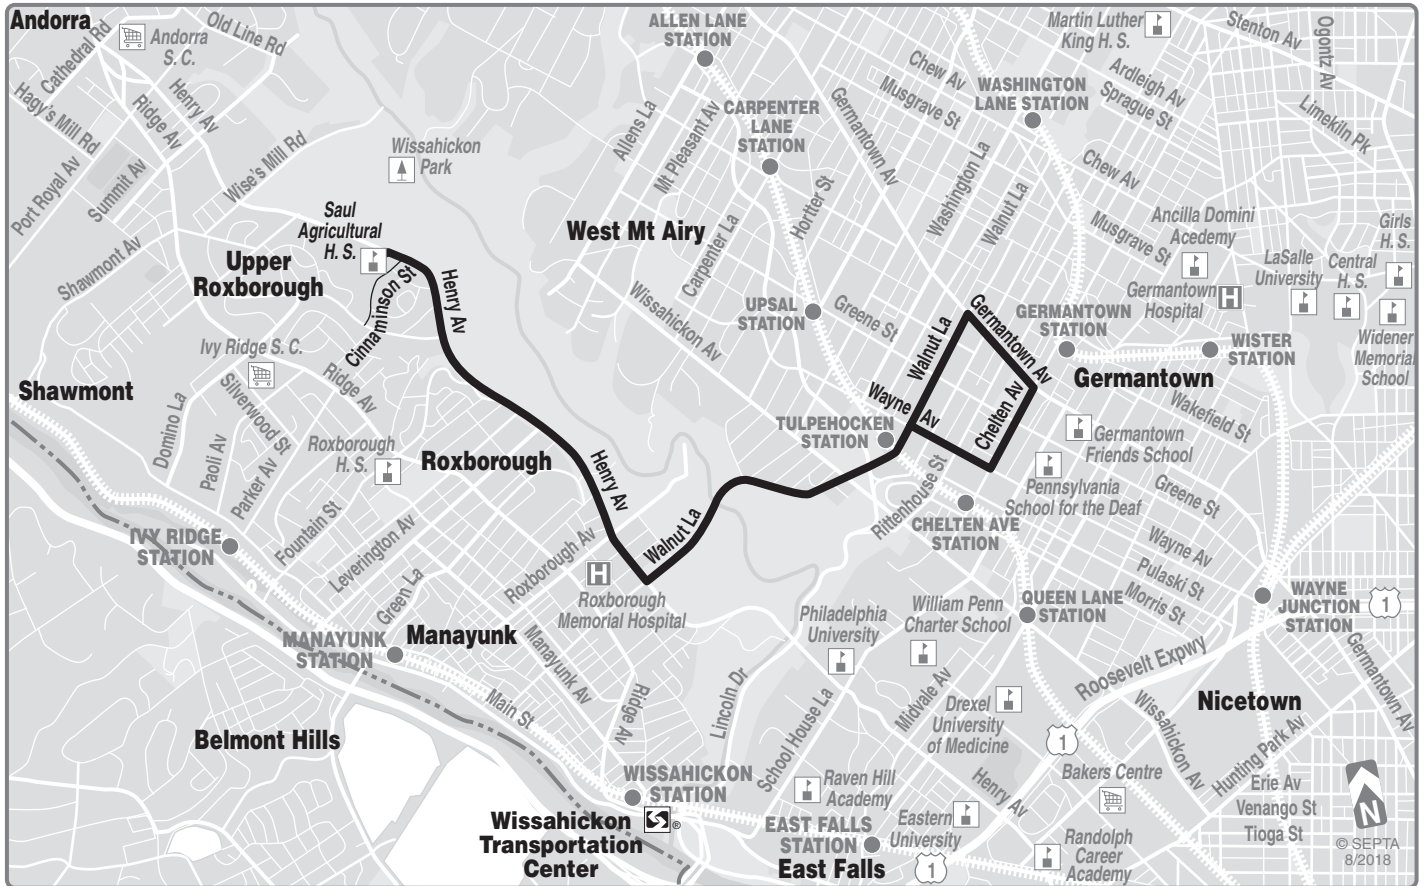 Andorra
Cathedral Rd
Andorra
S. C.
Old Line Rd
Hagy's Mill Rd
Ridge Av
Henry Av
Port Royal Av
Summit Av
Wise's Mill Rd
Shawmont Av
Wissahickon
Park
Saul
Agricultural
H. S.
Upper
Roxborough
Cinnaminson St
Henry Av
ALLEN LANE
STATION
Allens La
Mt Pleasant Av
CARPENTER
LANE
STATION
West Mt Airy
Carpenter La
Hortter St
Wissahickon Av
UPSAL
STATION
Germantown Av
Chew Av
Musgrave St
WASHINGTON
LANE STATION
Martin Luther
King H. S.
Ardleigh Av
Sprague St
Stenton Av
Ogontz Av
Limekiln Pk
Washington La
Walnut La
Chew Av
Musgrave St
Ancilla Domini
Acedemy
Germantown
Hospital
LaSalle
University
Central
H. S.
Girls
H. S.
Widener
Memorial
School
Greene St
Walnut La
Germantown Av
Wayne Av
Chelten Av
GERMANTOWN
STATION
WISTER
STATION
Germantown
Wakefield St
Germantown
Friends School
Pennsylvania
School for the Deaf
Greene St
Wayne Av
Pulaski St
Morris St
TULPEHOCKEN
STATION
Rittenhouse St
CHELTEN AVE
STATION
QUEEN LANE
STATION
WAYNE
JUNCTION
STATION
1
Germantown Av
Ivy Ridge S. C.
Shawmont
Domino La
Silverwood St
Ridge Av
Paoli Av
Parker Av
Roxborough
H. S.
Roxborough
Henry Av
Walnut La
Fountain St
Leverington Av
IVY RIDGE
STATION
Green La
Roxborough Av
H
Roxborough
Memorial Hospital
H
MANAYUNK
STATION
Manayunk
Manayunk Av
Main St
Ridge Av
Belmont Hills
Lincoln Dr
School House La
Philadelphia
University
William Penn
Charter School
Midvale Av
Drexel
University
of Medicine
Roosevelt Expwy
1
Wissahickon Av
Nicetown
Hunting Park Av
Erie Av
Venango St
Tioga St
Bakers Centre
Henry Av
WISSAHICKON
STATION
Wissahickon
Transportation
Center
®
Raven Hill
Academy
EAST FALLS
STATION
East Falls
Eastern
University
1
Randolph
Career
Academy
N
© SEPTA
8/2018